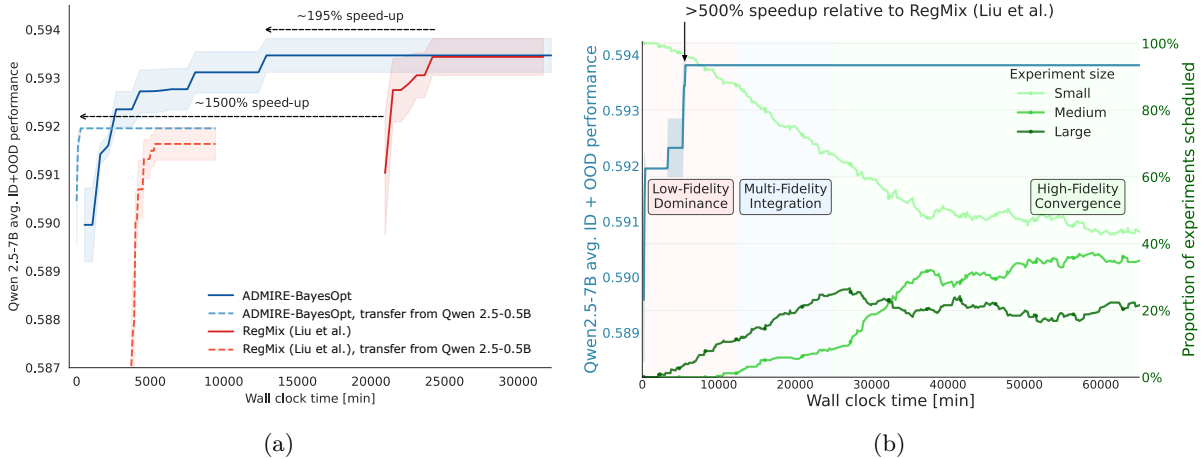 0.594
0.593
0.592
0.591
0.590
0.589
0.588
0.587
Qwen 2.5-7B avg. ID+OOD performance
~195% speed-up
~1500% speed-up
ADMIRE-BayesOpt
ADMIRE-BayesOpt, transfer from Qwen 2.5-0.5B
RegMix (Liu et al.)
RegMix (Liu et al.), transfer from Qwen 2.5-0.5B
0 5000 10000 15000 20000 25000 30000
Wall clock time [min]
(a)
>500% speedup relative to RegMix (Liu et al.)
0.594
0.593
0.592
0.591
0.590
0.589
Qwen2.5-7B avg. ID + OOD performance
Experiment size
Small
Medium
Large
Low-Fidelity
Dominance
Multi-Fidelity
Integration
High-Fidelity
Convergence
100%
80%
60%
40%
20%
0%
Proportion of experiments scheduled
0 10000 20000 30000 40000 50000 60000
Wall clock time [min]
(b)